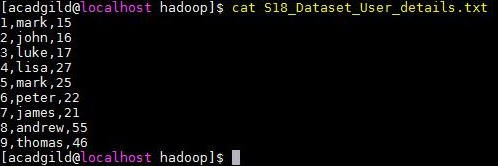 [acadgild@localhost hadoop]$ cat S18_Dataset_User_details.txt
1,mark,15
2,john,16
3,luke,17
4,lisa,27
5,mark,25
6,peter,22
7,james,21
8,andrew,55
9,thomas,46
[acadgild@localhost hadoop]$